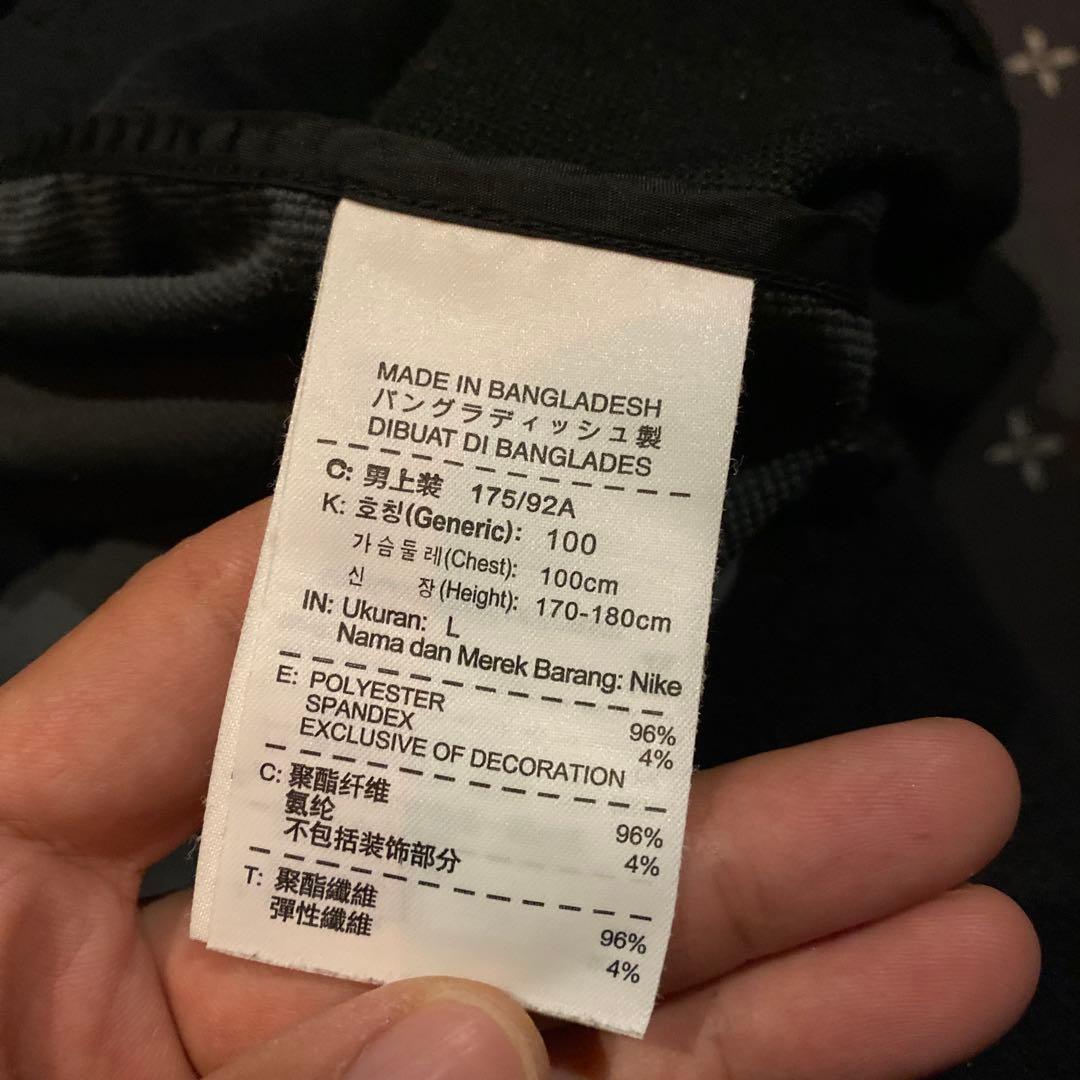 MADE IN BANGLADESH
バングラディッシュ製
DIBUAT DI BANGLADES
C: 男上装 175/92A
K: 호칭(Generic): 100
가슴둘레(Chest): 100cm
신 장(Height): 170-180cm
IN: Ukuran: L
Nama dan Merek Barang: Nike
E: POLYESTER 96%
SPANDEX 4%
EXCLUSIVE OF DECORATION
C: 聚酯纤维 96%
氨纶 4%
不包括装饰部分
T: 聚酯纖維 96%
彈性纖維 4%